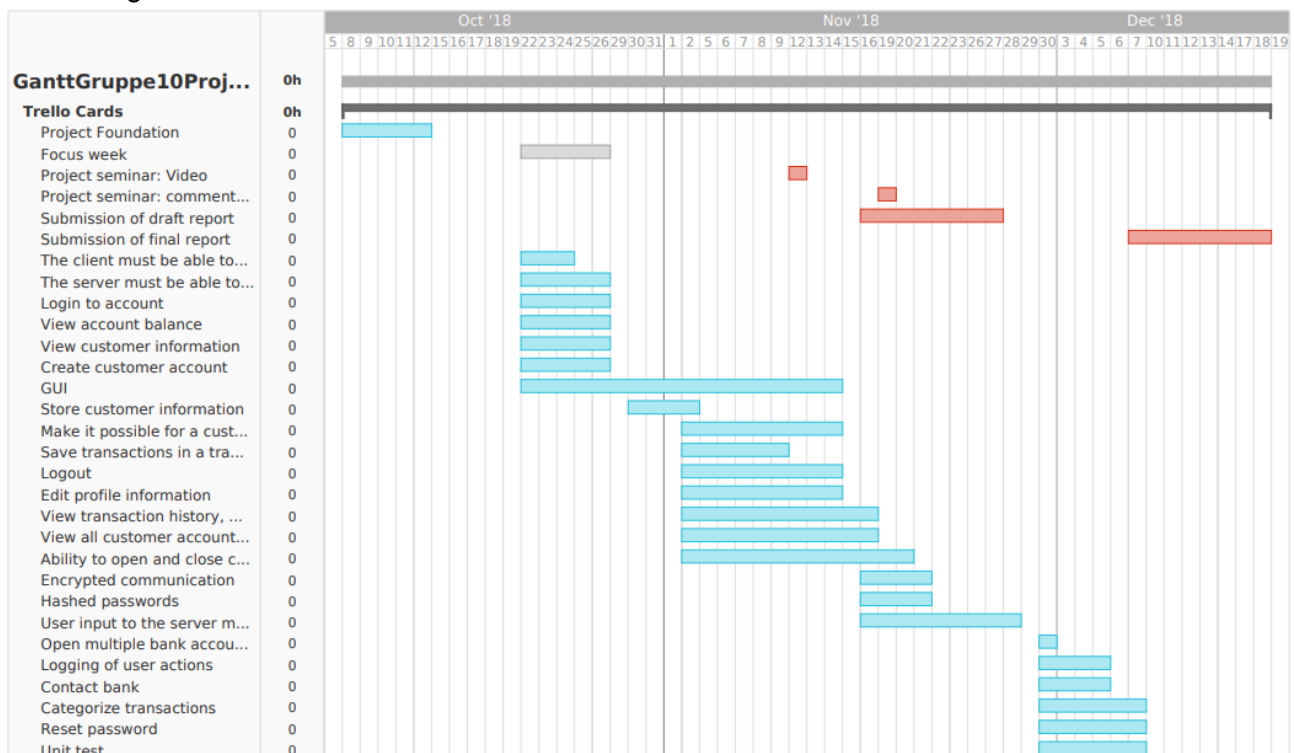 Oct '18 Nov '18 Dec '18
5 8 9 10 11 12 15 16 17 18 19 22 23 24 25 26 29 30 31 1 2 5 6 7 8 9 12 13 14 15 16 19 20 21 22 23 26 27 28 29 30 3 4 5 6 7 10 11 12 13 14 17 18 19
GanttGruppe10Proj... 0h
Trello Cards 0h
Project Foundation 0
Focus week 0
Project seminar: Video 0
Project seminar: comment... 0
Submission of draft report 0
Submission of final report 0
The client must be able to... 0
The server must be able to... 0
Login to account 0
View account balance 0
View customer information 0
Create customer account 0
GUI 0
Store customer information 0
Make it possible for a cust... 0
Save transactions in a tra... 0
Logout 0
Edit profile information 0
View transaction history, ... 0
View all customer account... 0
Ability to open and close c... 0
Encrypted communication 0
Hashed passwords 0
User input to the server m... 0
Open multiple bank accou... 0
Logging of user actions 0
Contact bank 0
Categorize transactions 0
Reset password 0
Unit test 0